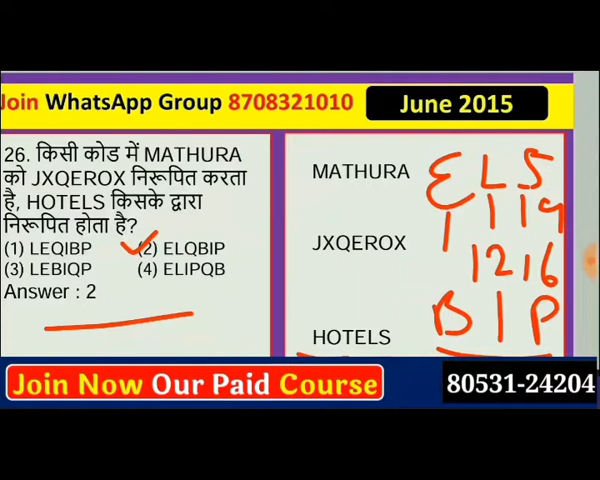 Join WhatsApp Group 8708321010
June 2015
26. किसी कोड में MATHURA
को JXQEROX निरूपित करता
है, HOTELS किसके द्वारा
निरूपित होता है?
(1) LEQIBP (2) ELQBIP
(3) LEBIQP (4) ELIPQB
Answer : 2
MATHURA
JXQEROX
HOTELS
E L S
1 1 19
12 16
B I P
Join Now Our Paid Course
80531-24204